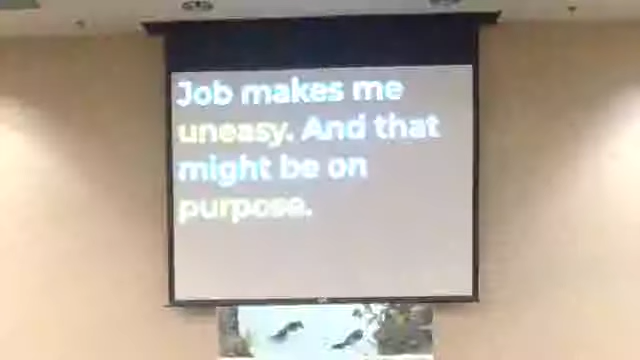 Job makes me
uneasy. And that
might be on
purpose.